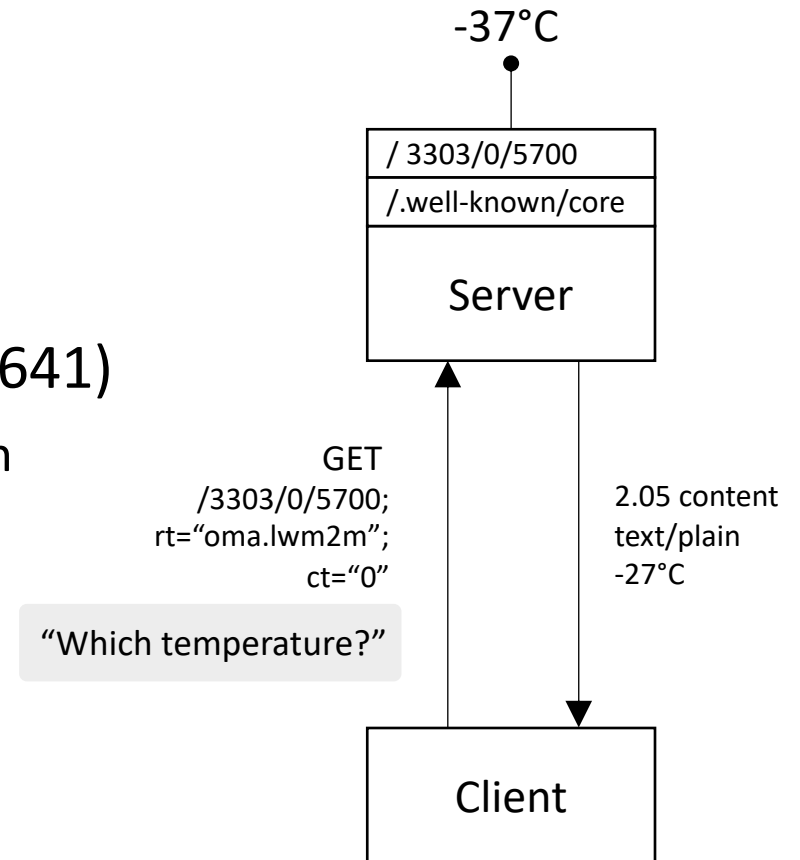 -37°C
/ 3303/0/5700
/.well-known/core
Server
641)
n
GET
/3303/0/5700;
rt=“oma.lwm2m”;
ct=“0”
“Which temperature?”
2.05 content
text/plain
-27°C
Client